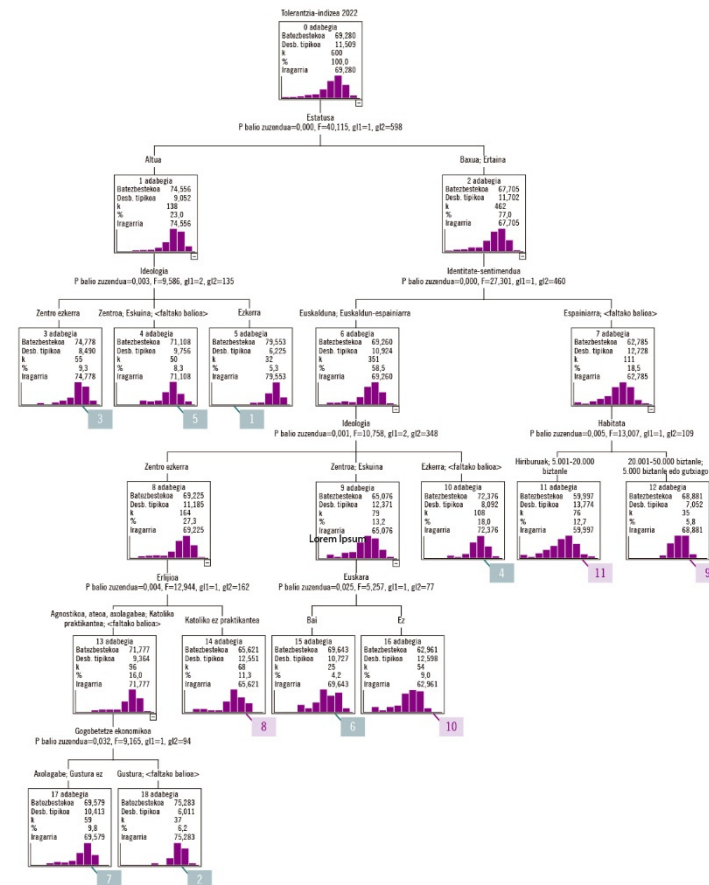 Tolerantzia-indizea 2022
0 adabegia
Batezbestekoa 69,280
Desb. tipikoa 11,509
k 600
% 100,0
Iragarria 69,280
Estatusa
P balio zuzendua=0,000, F=40,115, gl1=1, gl2=598
Altua
Baxua; Ertaina
1 adabegia
Batezbestekoa 74,556
Desb. tipikoa 9,052
k 138
% 23,0
Iragarria 74,556
2 adabegia
Batezbestekoa 67,705
Desb. tipikoa 11,702
k 462
% 77,0
Iragarria 67,705
Ideologia
P balio zuzendua=0,003, F=9,586, gl1=2, gl2=135
Identitate-sentimendua
P balio zuzendua=0,000, F=27,301, gl1=1, gl2=460
Zentro ezkerra
Zentroa; Eskuina; <faltako balioa>
Ezkerra
Euskalduna; Euskaldun-espainiarra
Espainiarra; <faltako balioa>
3 adabegia
Batezbestekoa 74,778
Desb. tipikoa 8,490
k 55
% 9,3
Iragarria 74,778
3
4 adabegia
Batezbestekoa 71,108
Desb. tipikoa 9,756
k 50
% 8,3
Iragarria 71,108
5
5 adabegia
Batezbestekoa 79,553
Desb. tipikoa 6,225
k 32
% 5,3
Iragarria 79,553
1
6 adabegia
Batezbestekoa 69,260
Desb. tipikoa 10,924
k 351
% 58,5
Iragarria 69,260
7 adabegia
Batezbestekoa 62,785
Desb. tipikoa 12,728
k 111
% 18,5
Iragarria 62,785
Ideologia
P balio zuzendua=0,001, F=10,758, gl1=2, gl2=348
Habitata
P balio zuzendua=0,005, F=13,007, gl1=1, gl2=109
Zentro ezkerra
Zentroa; Eskuina
Ezkerra; <faltako balioa>
Hiriburuak; 5.001-20.000
biztanle
20.001-50.000 biztanle;
5.000 biztanle edo gutxiago
8 adabegia
Batezbestekoa 69,225
Desb. tipikoa 11,185
k 164
% 27,3
Iragarria 69,225
9 adabegia
Batezbestekoa 65,076
Desb. tipikoa 12,371
k 79
% 13,2
Iragarria 65,076
Lorem Ipsum
10 adabegia
Batezbestekoa 72,376
Desb. tipikoa 8,092
k 108
% 18,0
Iragarria 72,376
4
11 adabegia
Batezbestekoa 59,997
Desb. tipikoa 13,774
k 76
% 12,7
Iragarria 59,997
11
12 adabegia
Batezbestekoa 68,881
Desb. tipikoa 7,052
k 35
% 5,8
Iragarria 68,881
9
Erlijioa
P balio zuzendua=0,004, F=12,944, gl1=1, gl2=162
Euskara
P balio zuzendua=0,025, F=5,257, gl1=1, gl2=77
Agnostikoa, ateoa, axolagabea; Katoliko
praktikantea; <faltako balioa>
Katoliko ez praktikantea
Bai
Ez
13 adabegia
Batezbestekoa 71,777
Desb. tipikoa 9,364
k 96
% 16,0
Iragarria 71,777
14 adabegia
Batezbestekoa 65,621
Desb. tipikoa 12,551
k 68
% 11,3
Iragarria 65,621
8
15 adabegia
Batezbestekoa 69,643
Desb. tipikoa 10,727
k 25
% 4,2
Iragarria 69,643
6
16 adabegia
Batezbestekoa 62,961
Desb. tipikoa 12,598
k 54
% 9,0
Iragarria 62,961
10
Gogobetetze ekonomikoa
P balio zuzendua=0,032, F=9,165, gl1=1, gl2=94
Axolagabe; Gustura ez
Gustura; <faltako balioa>
17 adabegia
Batezbestekoa 69,579
Desb. tipikoa 10,413
k 59
% 9,8
Iragarria 69,579
7
18 adabegia
Batezbestekoa 75,283
Desb. tipikoa 6,011
k 37
% 6,2
Iragarria 75,283
2